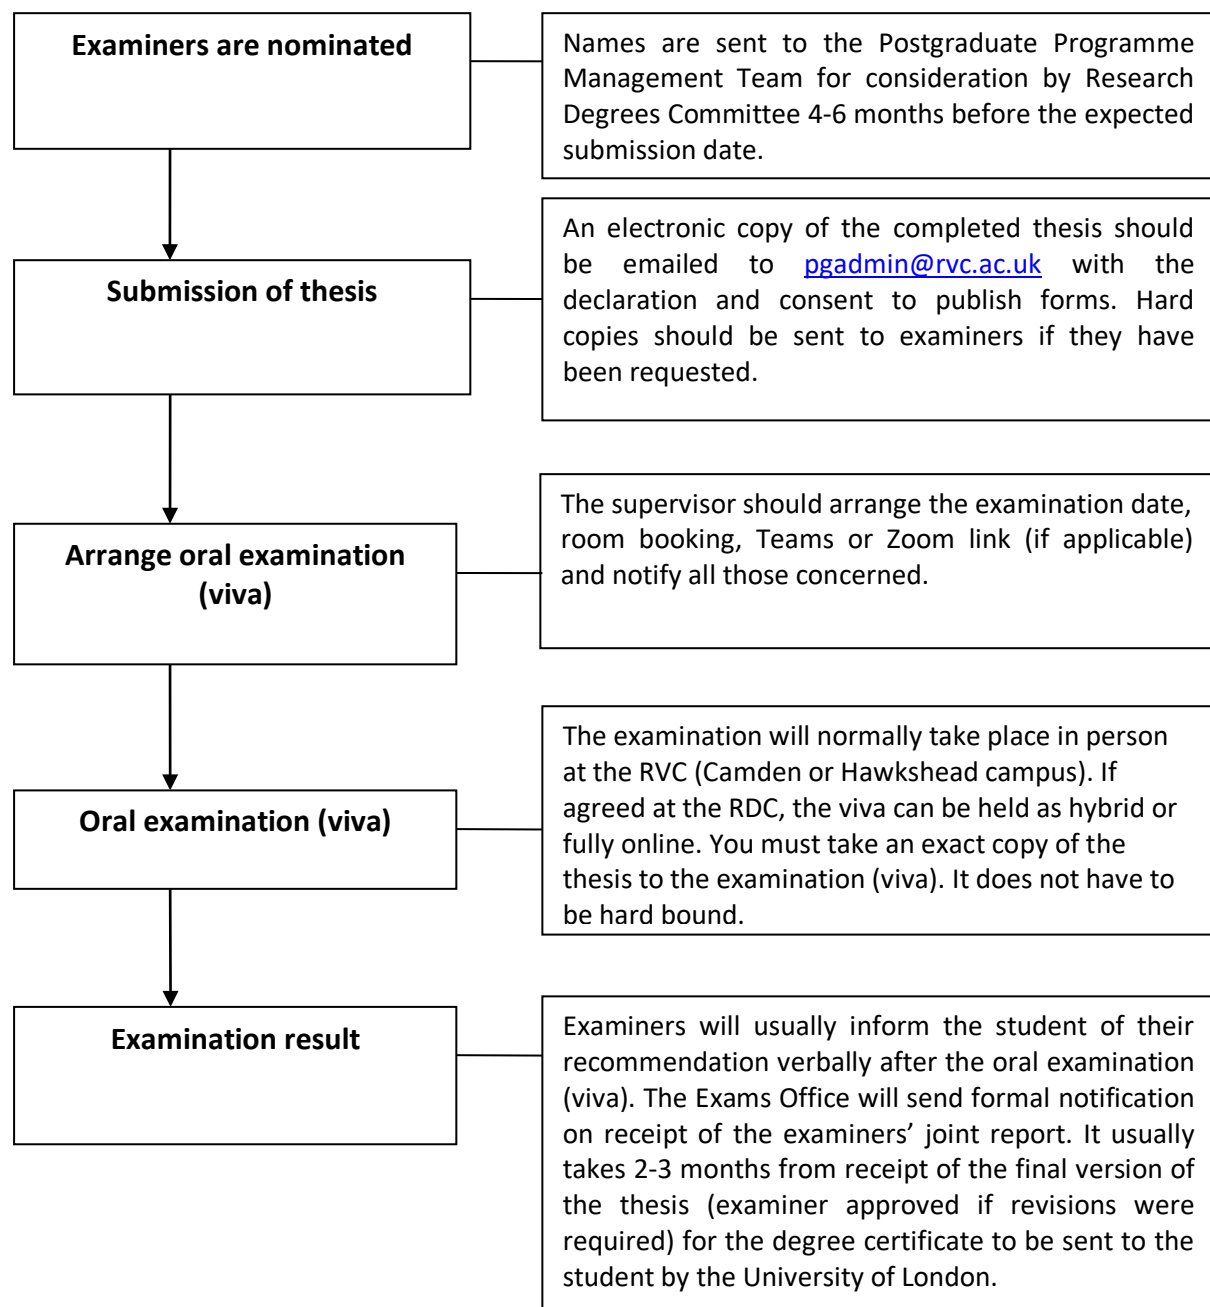 Examiners are nominated
Names are sent to the Postgraduate Programme
Management Team for consideration by Research
Degrees Committee 4-6 months before the expected
submission date.
Submission of thesis
An electronic copy of the completed thesis should
be emailed to pgadmin@rvc.ac.uk with the
declaration and consent to publish forms. Hard
copies should be sent to examiners if they have
been requested.
Arrange oral examination
(viva)
The supervisor should arrange the examination date,
room booking, Teams or Zoom link (if applicable)
and notify all those concerned.
Oral examination (viva)
The examination will normally take place in person
at the RVC (Camden or Hawkshead campus). If
agreed at the RDC, the viva can be held as hybrid or
fully online. You must take an exact copy of the
thesis to the examination (viva). It does not have to
be hard bound.
Examination result
Examiners will usually inform the student of their
recommendation verbally after the oral examination
(viva). The Exams Office will send formal notification
on receipt of the examiners’ joint report. It usually
takes 2-3 months from receipt of the final version of
the thesis (examiner approved if revisions were
required) for the degree certificate to be sent to the
student by the University of London.